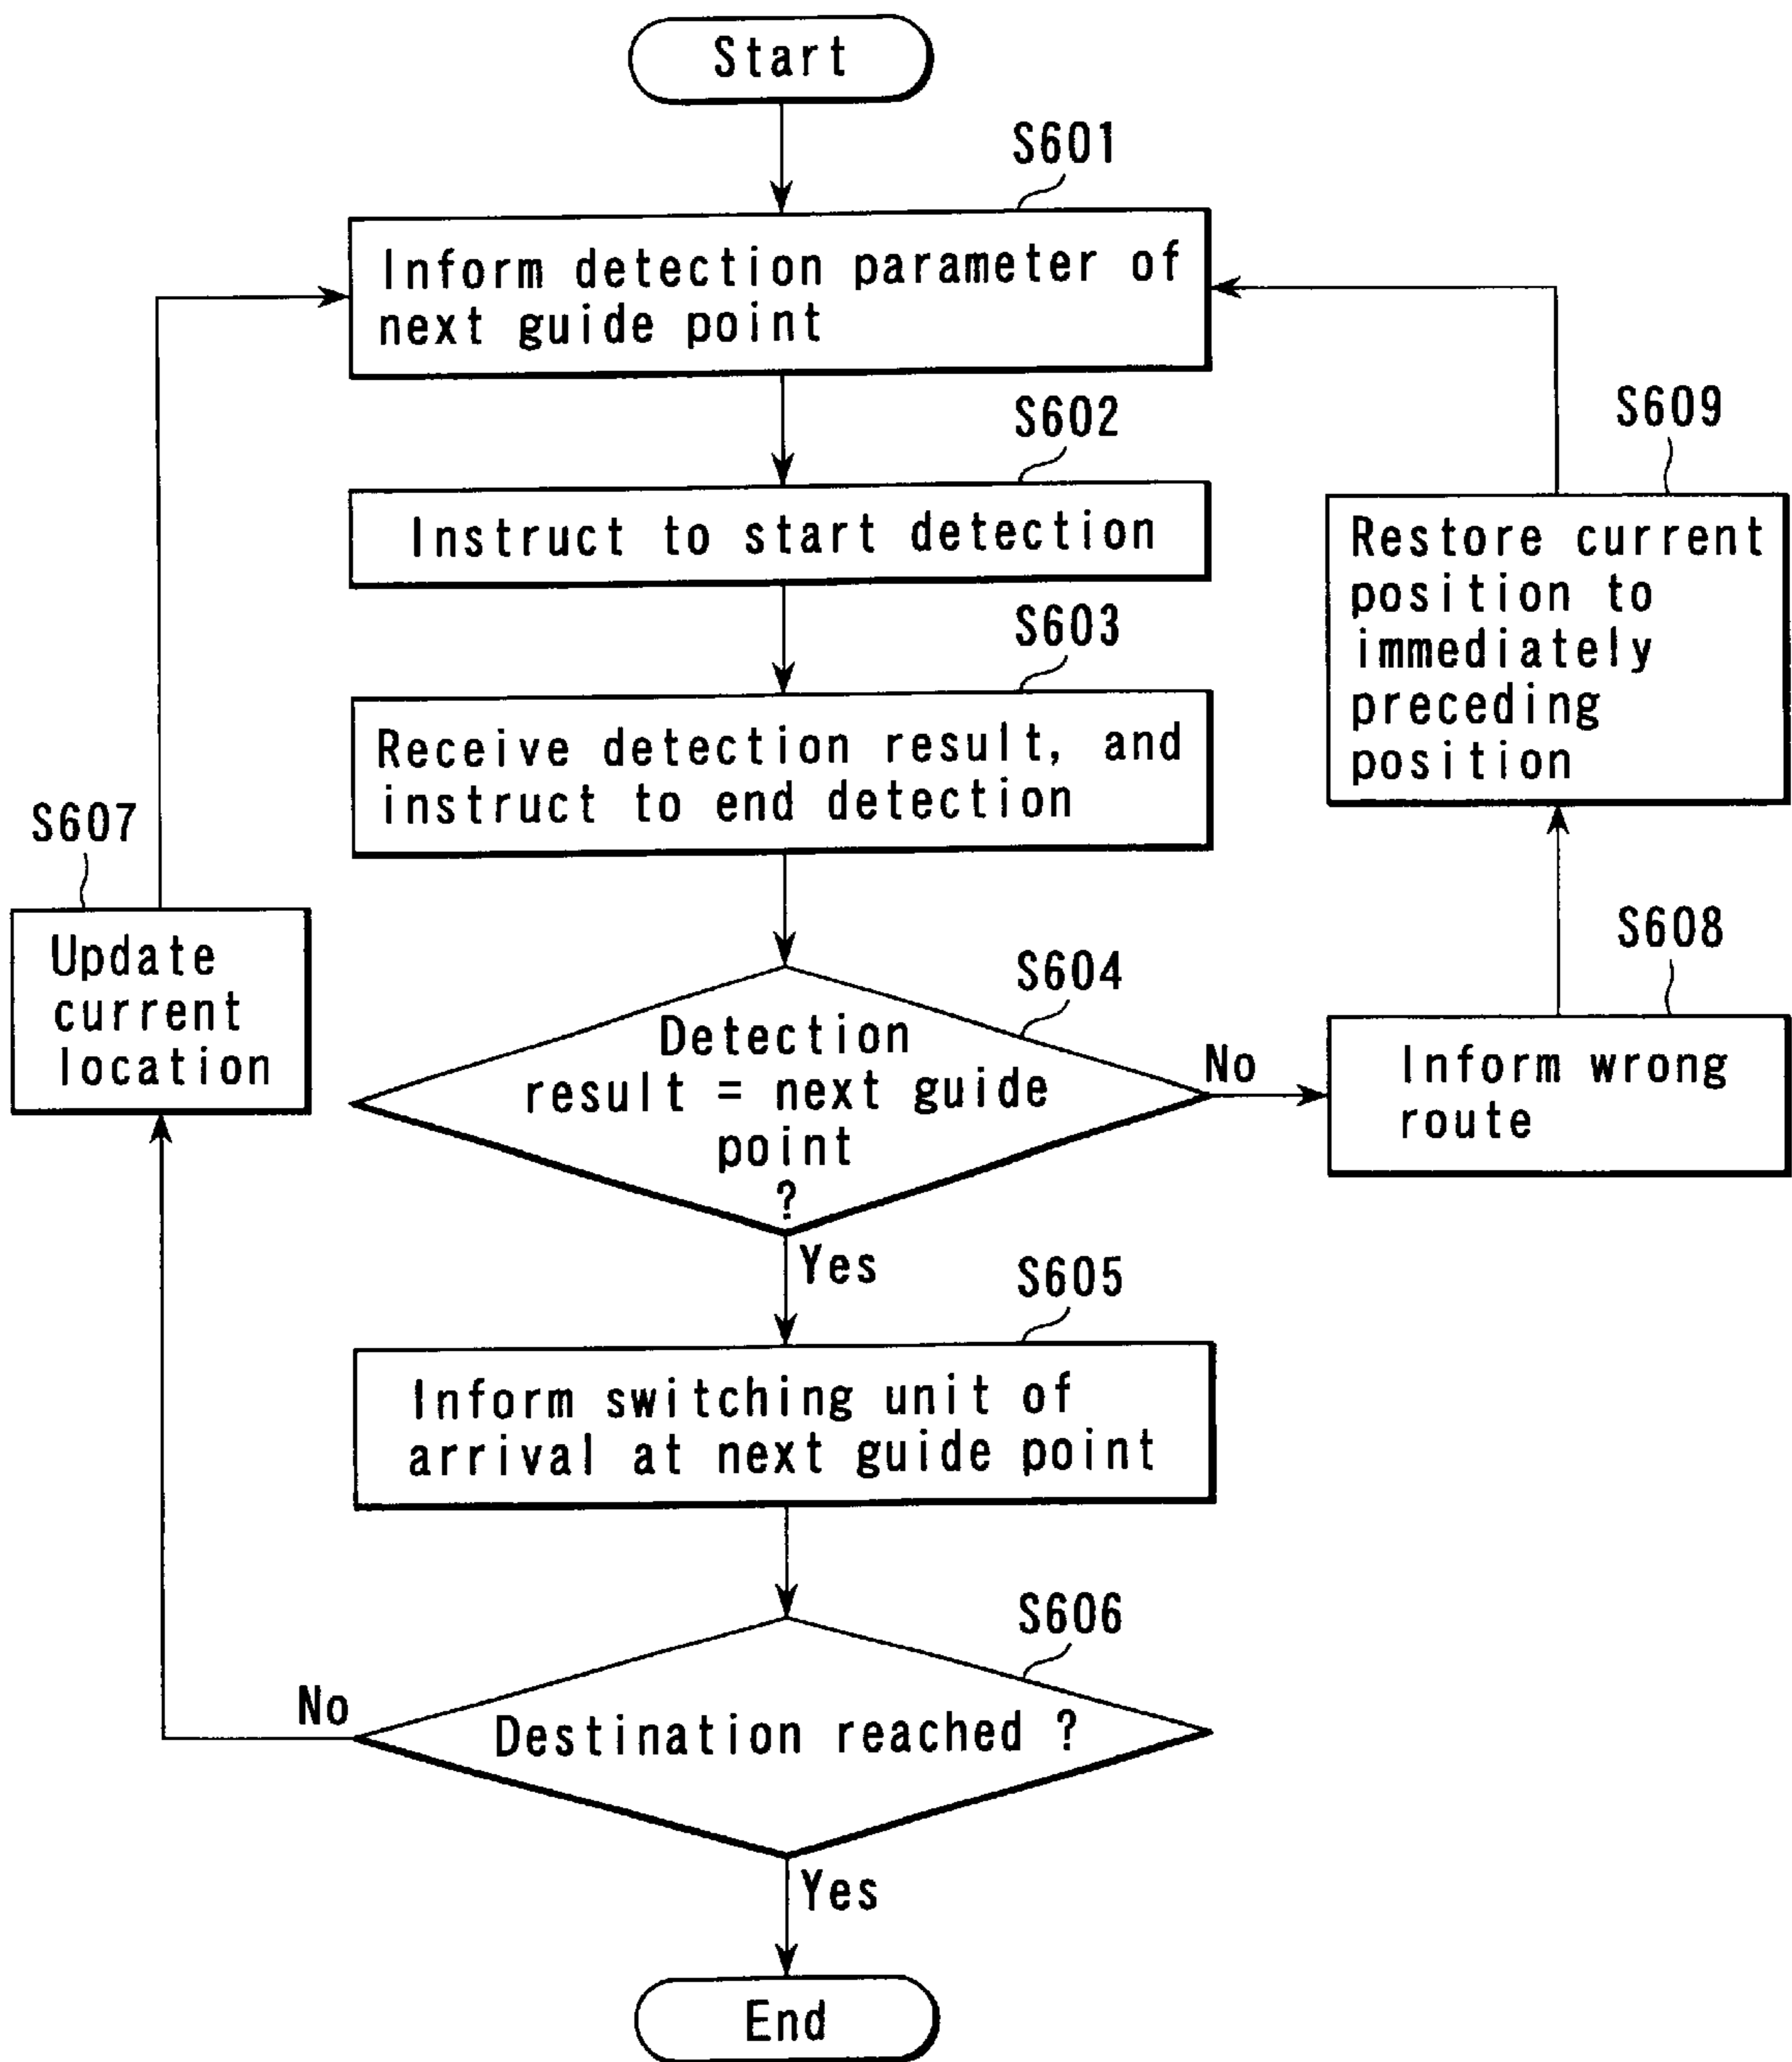 Start
S601
Inform detection parameter of
next guide point
S602
Instruct to start detection
S603
Receive detection result, and
instruct to end detection
S604
Detection
result = next guide
point
?
No
Yes
S605
Inform switching unit of
arrival at next guide point
S606
Destination reached ?
No
Yes
End
S607
Update
current
location
S608
Inform wrong
route
S609
Restore current
position to
immediately
preceding
position